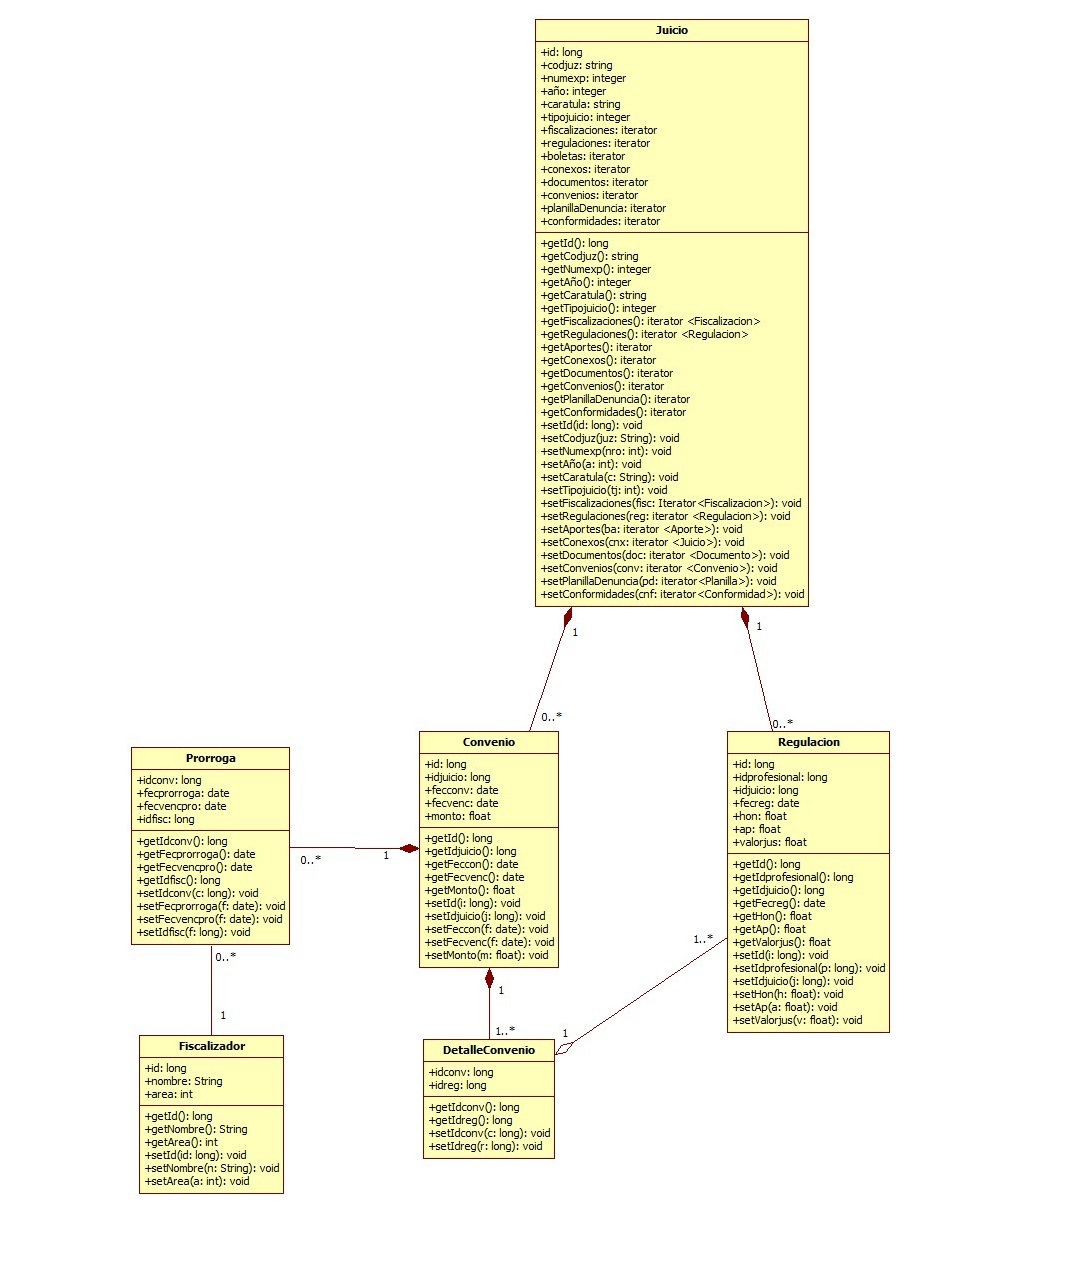 Juicio
+id: long
+codjuz: string
+numexp: integer
+año: integer
+caratula: string
+tipojuicio: integer
+fiscalizaciones: iterator
+regulaciones: iterator
+boletas: iterator
+conexos: iterator
+documentos: iterator
+convenios: iterator
+planillaDenuncia: iterator
+conformidades: iterator
+getId(): long
+getCodjuz(): string
+getNumexp(): integer
+getAño(): integer
+getCaratula(): string
+getTipojuicio(): integer
+getFiscalizaciones(): iterator <Fiscalizacion>
+getRegulaciones(): iterator <Regulacion>
+getAportes(): iterator
+getConexos(): iterator
+getDocumentos(): iterator
+getConvenios(): iterator
+getPlanillaDenuncia(): iterator
+getConformidades(): iterator
+setId(id: long): void
+setCodjuz(juz: String): void
+setNumexp(nro: int): void
+setAño(a: int): void
+setCaratula(c: String): void
+setTipojuicio(tj: int): void
+setFiscalizaciones(fisc: Iterator<Fiscalizacion>): void
+setRegulaciones(reg: iterator <Regulacion>): void
+setAportes(ba: iterator <Aporte>): void
+setConexos(cnx: iterator <Juicio>): void
+setDocumentos(doc: iterator <Documento>): void
+setConvenios(conv: iterator <Convenio>): void
+setPlanillaDenuncia(pd: iterator<Planilla>): void
+setConformidades(cnf: iterator<Conformidad>): void
1
1
0..*
0..*
Prorroga
+idconv: long
+fecprorroga: date
+fecvencpro: date
+idfisc: long
+getIdconv(): long
+getFecprorroga(): date
+getFecvencpro(): date
+getIdfisc(): long
+setIdconv(c: long): void
+setFecprorroga(f: date): void
+setFecvencpro(f: date): void
+setIdfisc(f: long): void
0..*
1
Convenio
+id: long
+idjuicio: long
+fecconv: date
+fecvenc: date
+monto: float
+getId(): long
+getIdjuicio(): long
+getFeccon(): date
+getFecvenc(): date
+getMonto(): float
+setId(i: long): void
+setIdjuicio(j: long): void
+setFeccon(f: date): void
+setFecvenc(f: date): void
+setMonto(m: float): void
Regulacion
+id: long
+idprofesional: long
+idjuicio: long
+fecreg: date
+hon: float
+ap: float
+valorjus: float
+getId(): long
+getIdprofesional(): long
+getIdjuicio(): long
+getFecreg(): date
+getHon(): float
+getAp(): float
+getValorjus(): float
+setId(i: long): void
+setIdprofesional(p: long): void
+setIdjuicio(j: long): void
+setHon(h: float): void
+setAp(a: float): void
+setValorjus(v: float): void
1..*
0..*
1
1
1..*
1
Fiscalizador
+id: long
+nombre: String
+area: int
+getId(): long
+getNombre(): String
+getArea(): int
+setId(id: long): void
+setNombre(n: String): void
+setArea(a: int): void
DetalleConvenio
+idconv: long
+idreg: long
+getIdconv(): long
+getIdreg(): long
+setIdconv(c: long): void
+setIdreg(r: long): void